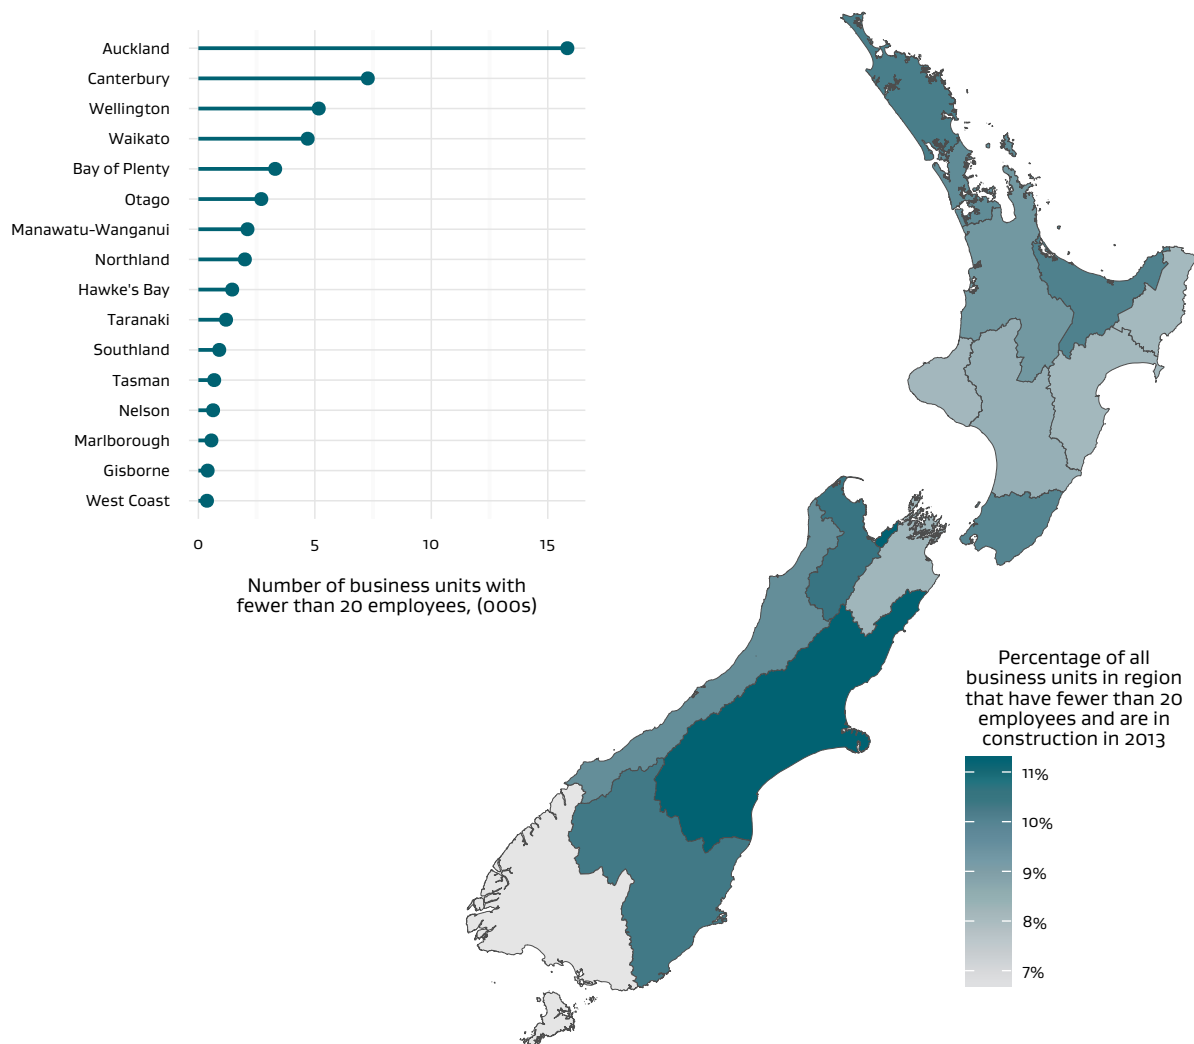 Auckland
Canterbury
Wellington
Waikato
Bay of Plenty
Otago
Manawatu-Wanganui
Northland
Hawke's Bay
Taranaki
Southland
Tasman
Nelson
Marlborough
Gisborne
West Coast
0 5 10 15
Number of business units with
fewer than 20 employees, (000s)
Percentage of all
business units in region
that have fewer than 20
employees and are in
construction in 2013
11%
10%
9%
8%
7%